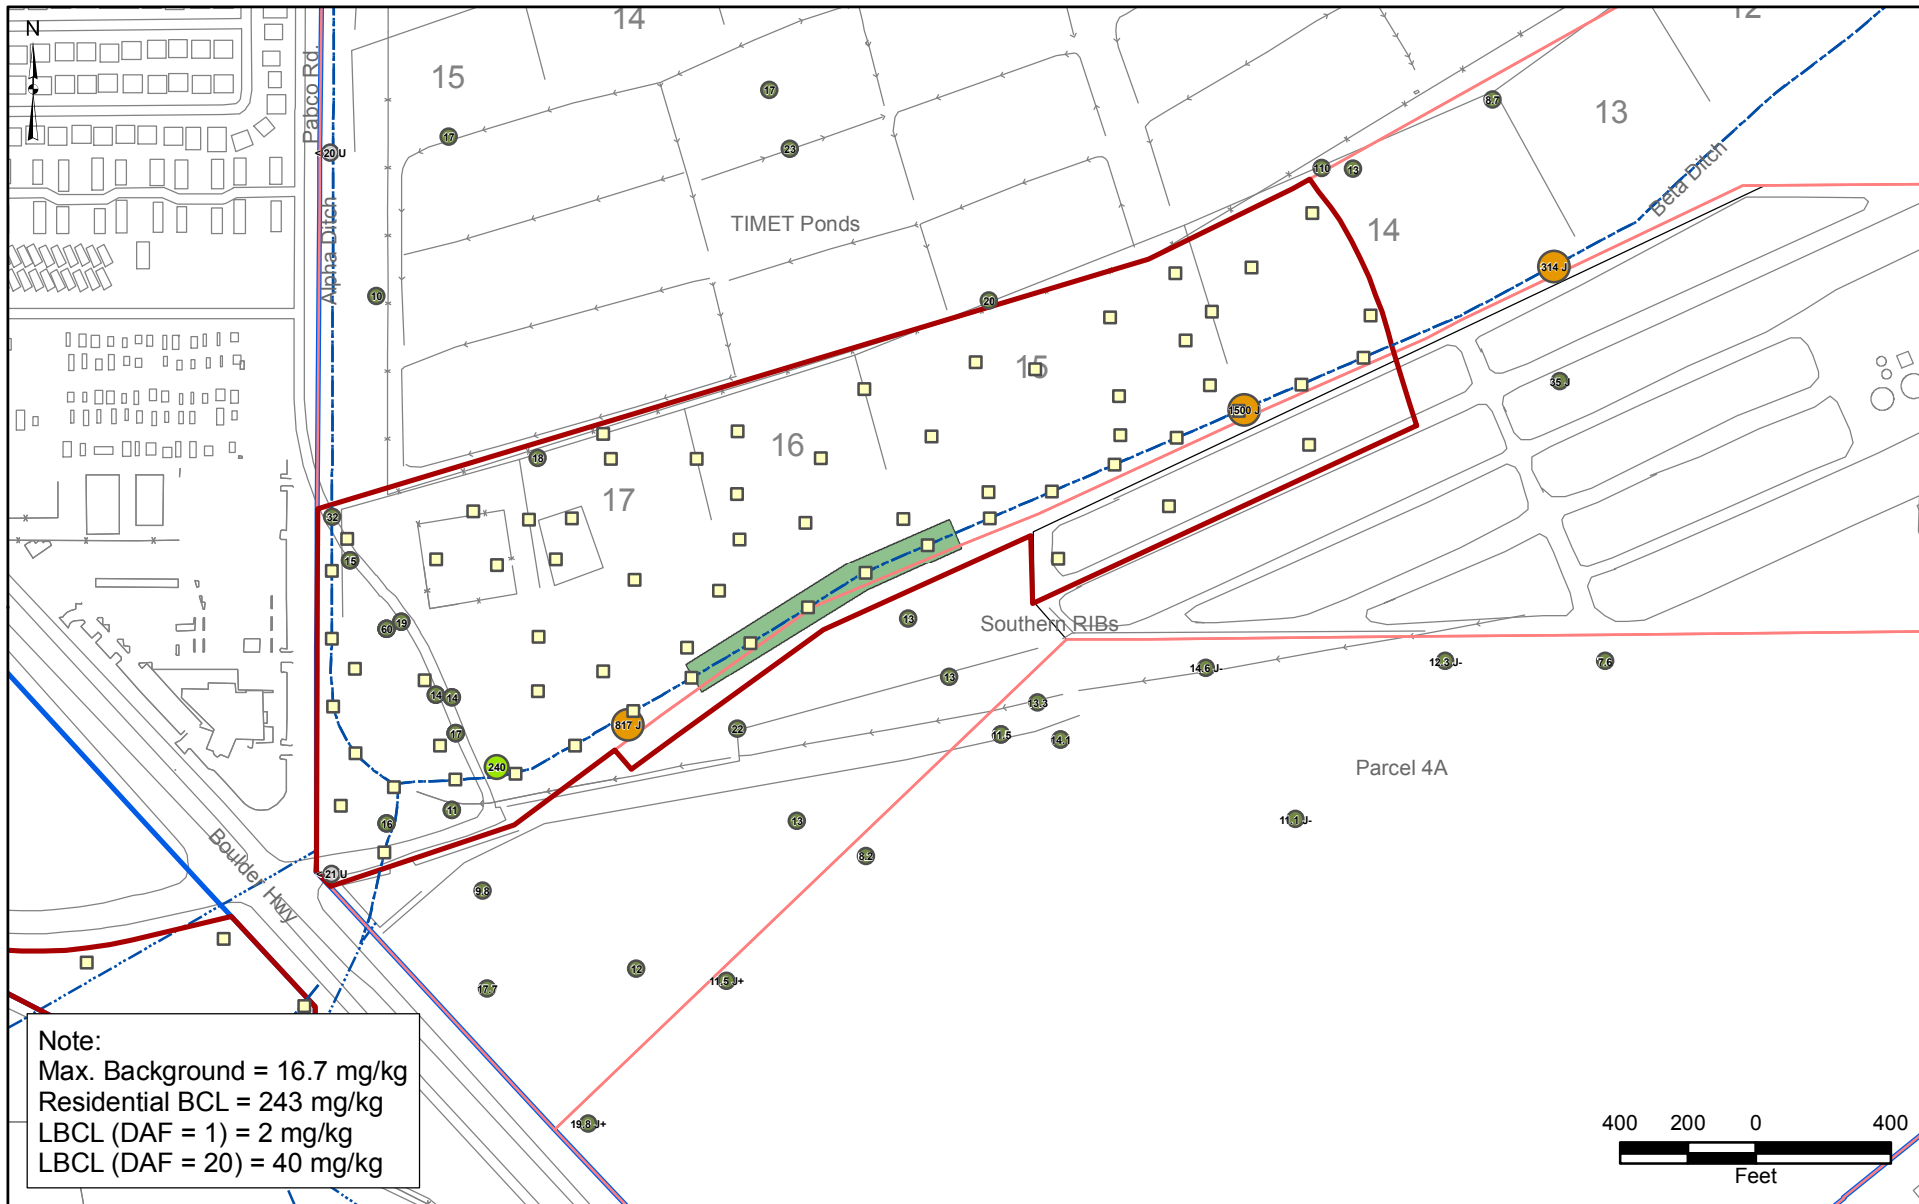 N
14
12
15
Pabco Rd.
17
8.7
13
17
<20 U
23
110
13
Beta Ditch
Alpha Ditch
TIMET Ponds
14
314 J
10
20
15
35 J
1500 J
16
18
17
32
15
60
19
13
Southern RIBs
14.6 J-
12.3 J-
7.6
13
14
14
13.3
817 J
22
11.5
14.1
17
240
Parcel 4A
11
16
13
11.1 J-
Boulder Hwy
8.2
<21 U
9.8
12
11.5 J+
17.7
Note:
Max. Background = 16.7 mg/kg
Residential BCL = 243 mg/kg
LBCL (DAF = 1) = 2 mg/kg
LBCL (DAF = 20) = 40 mg/kg
19.8 J+
400 200 0 400
Feet